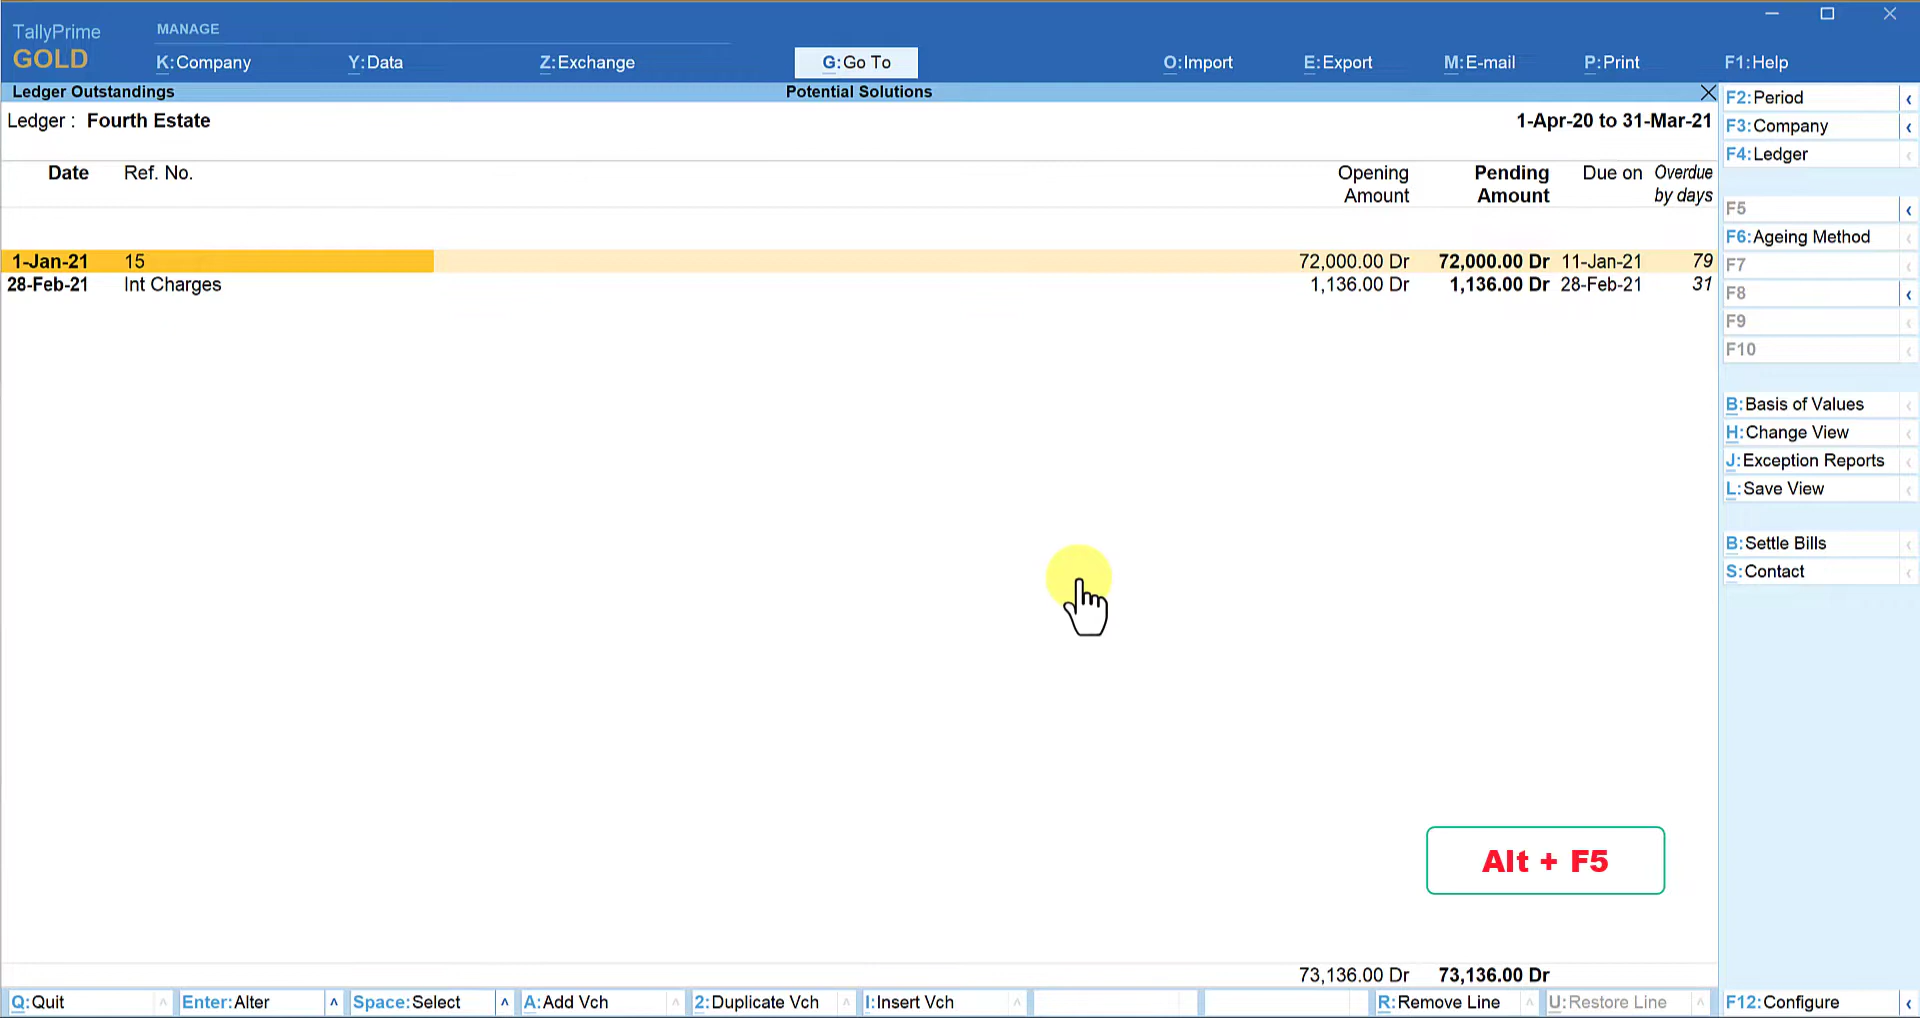 TallyPrime
GOLD
MANAGE
K:Company
Y:Data
Z:Exchange
G:Go To
O:Import
E:Export
M:E-mail
P:Print
F1:Help
Ledger Outstandings
Potential Solutions
Ledger : Fourth Estate
1-Apr-20 to 31-Mar-21
Date Ref. No. Opening Pending Due on Overdue
Amount Amount by days
1-Jan-21 15 72,000.00 Dr 72,000.00 Dr 11-Jan-21 79
28-Feb-21 Int Charges 1,136.00 Dr 1,136.00 Dr 28-Feb-21 31
Alt + F5
73,136.00 Dr 73,136.00 Dr
F2:Period
F3:Company
F4:Ledger
F5
F6:Ageing Method
F7
F8
F9
F10
B:Basis of Values
H:Change View
J:Exception Reports
L:Save View
B:Settle Bills
S:Contact
Q:Quit
Enter:Alter
Space:Select
A:Add Vch
2:Duplicate Vch
I:Insert Vch
R:Remove Line
U:Restore Line
F12:Configure